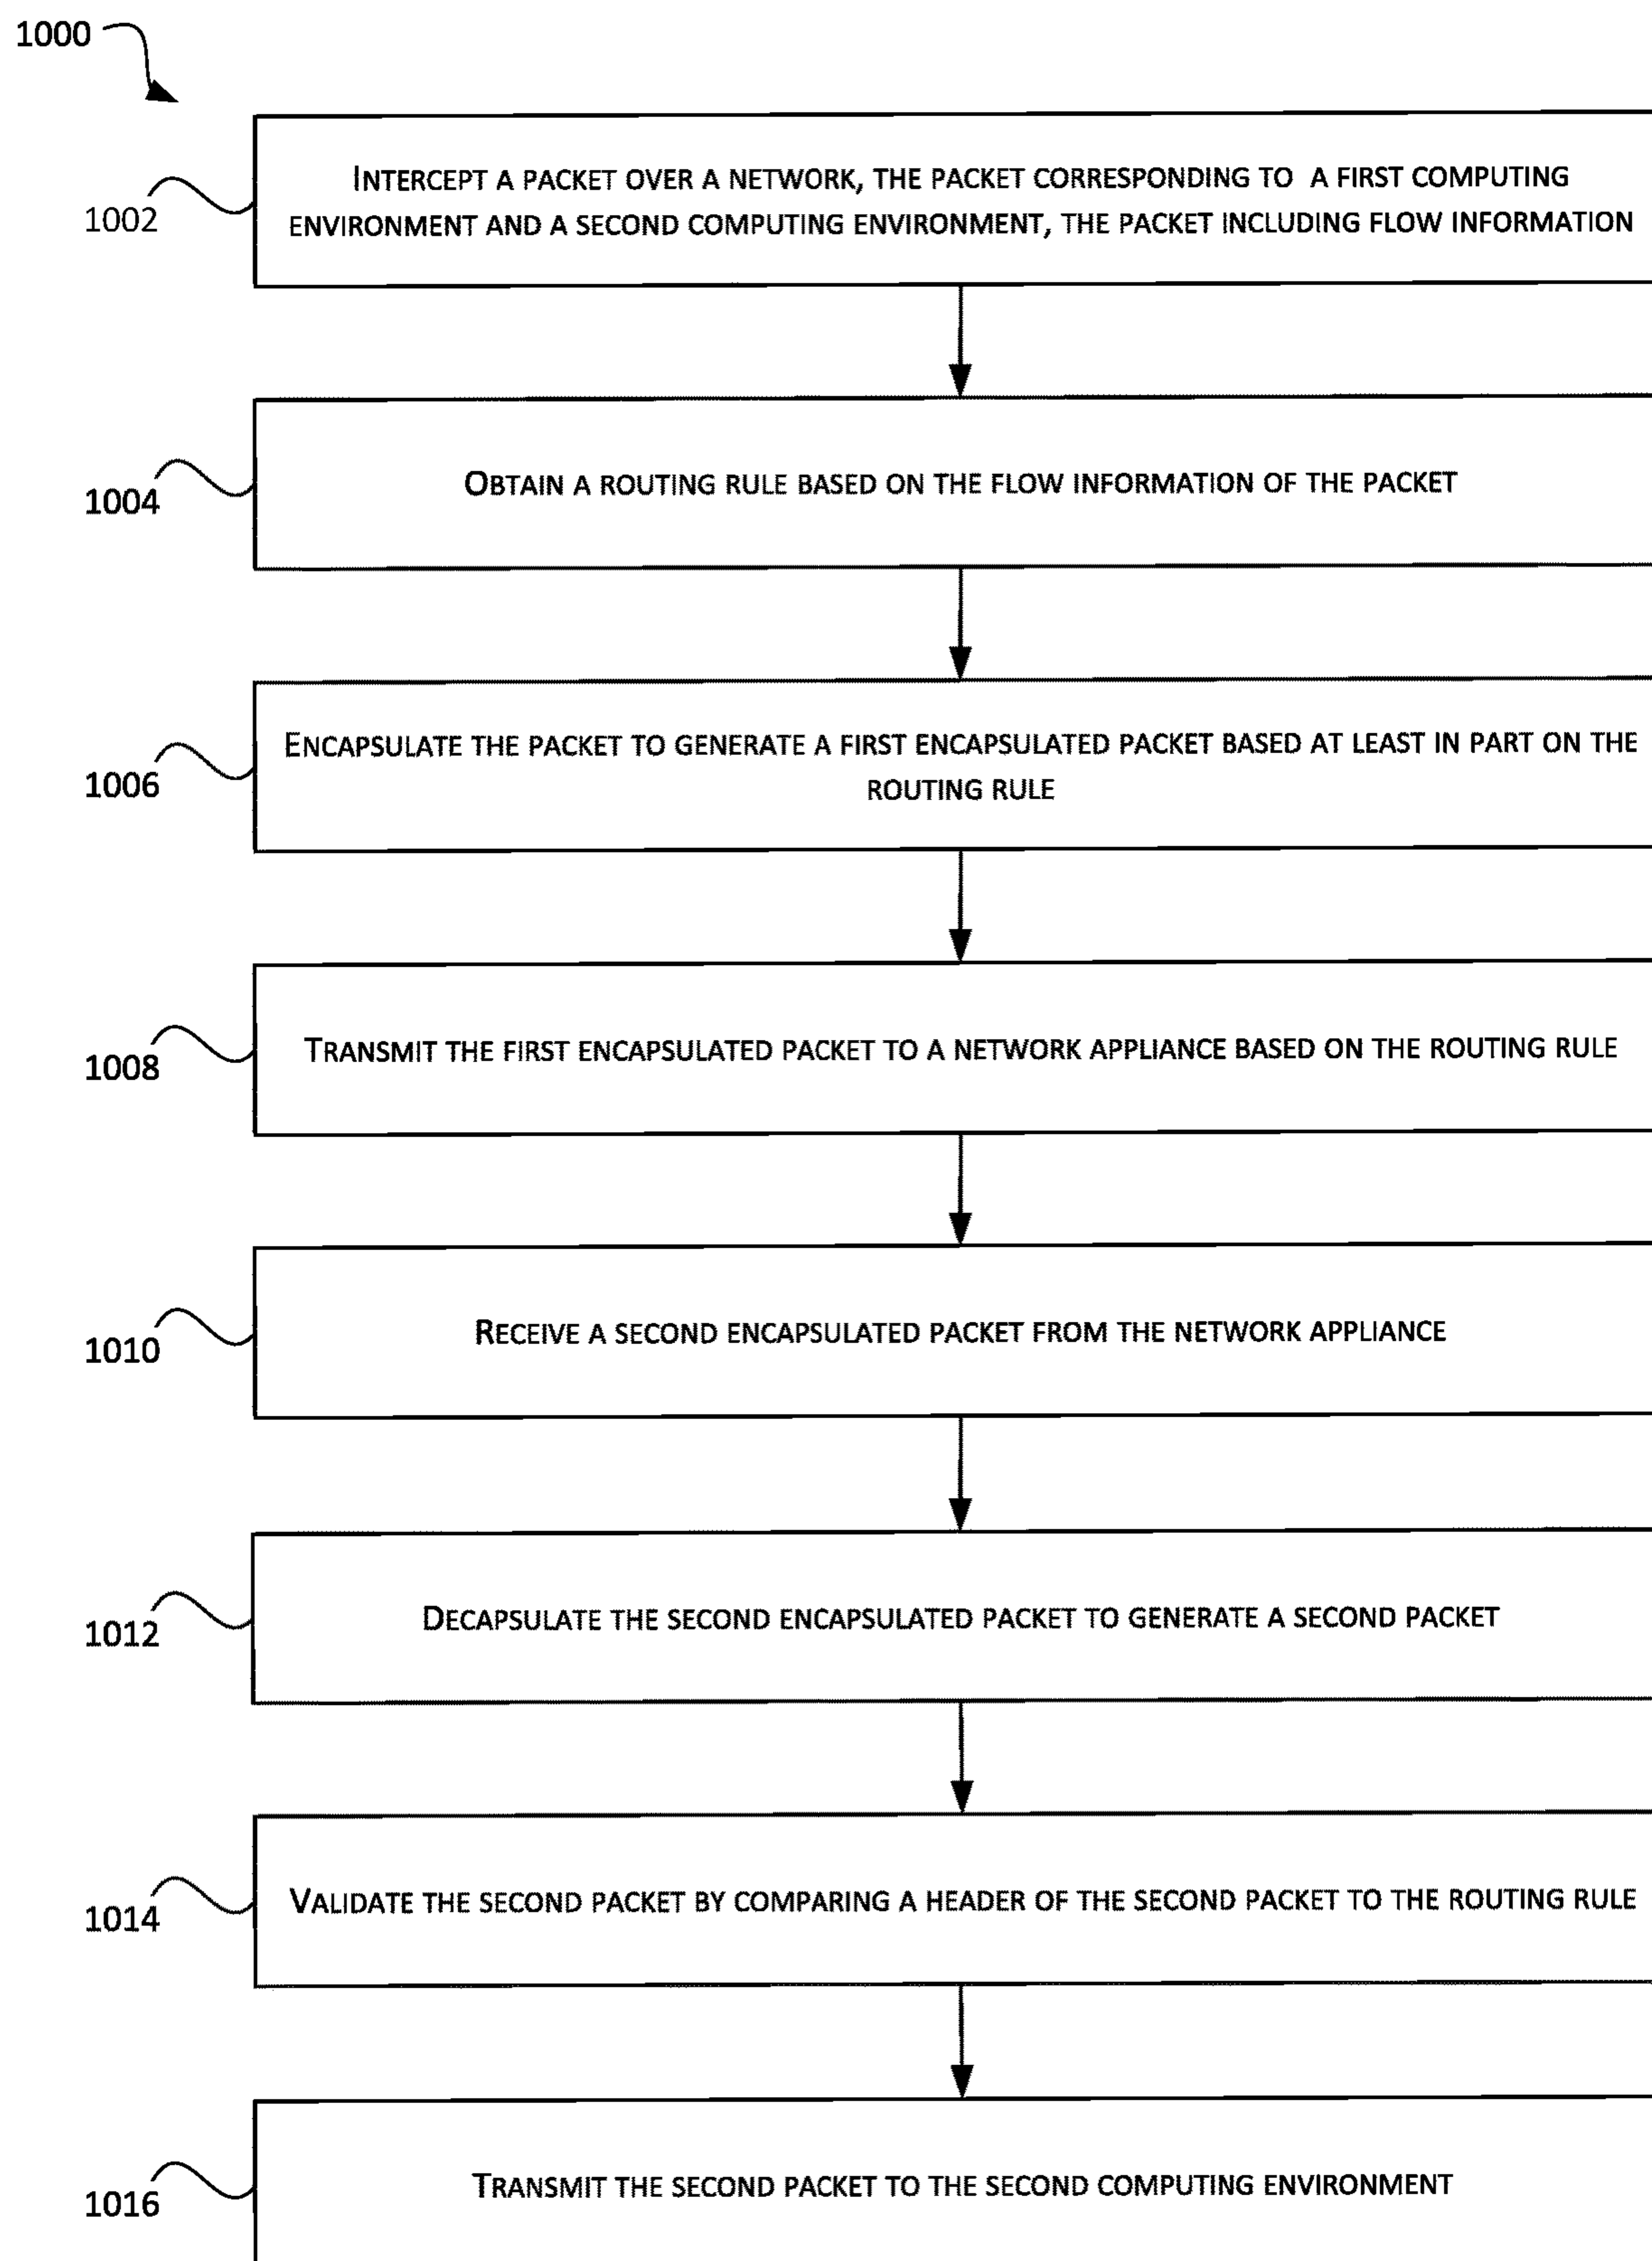 1000
INTERCEPT A PACKET OVER A NETWORK, THE PACKET CORRESPONDING TO A FIRST COMPUTING
ENVIRONMENT AND A SECOND COMPUTING ENVIRONMENT, THE PACKET INCLUDING FLOW INFORMATION
1002
OBTAIN A ROUTING RULE BASED ON THE FLOW INFORMATION OF THE PACKET
1004
ENCAPSULATE THE PACKET TO GENERATE A FIRST ENCAPSULATED PACKET BASED AT LEAST IN PART ON THE
ROUTING RULE
1006
TRANSMIT THE FIRST ENCAPSULATED PACKET TO A NETWORK APPLIANCE BASED ON THE ROUTING RULE
1008
RECEIVE A SECOND ENCAPSULATED PACKET FROM THE NETWORK APPLIANCE
1010
DECAPSULATE THE SECOND ENCAPSULATED PACKET TO GENERATE A SECOND PACKET
1012
VALIDATE THE SECOND PACKET BY COMPARING A HEADER OF THE SECOND PACKET TO THE ROUTING RULE
1014
TRANSMIT THE SECOND PACKET TO THE SECOND COMPUTING ENVIRONMENT
1016